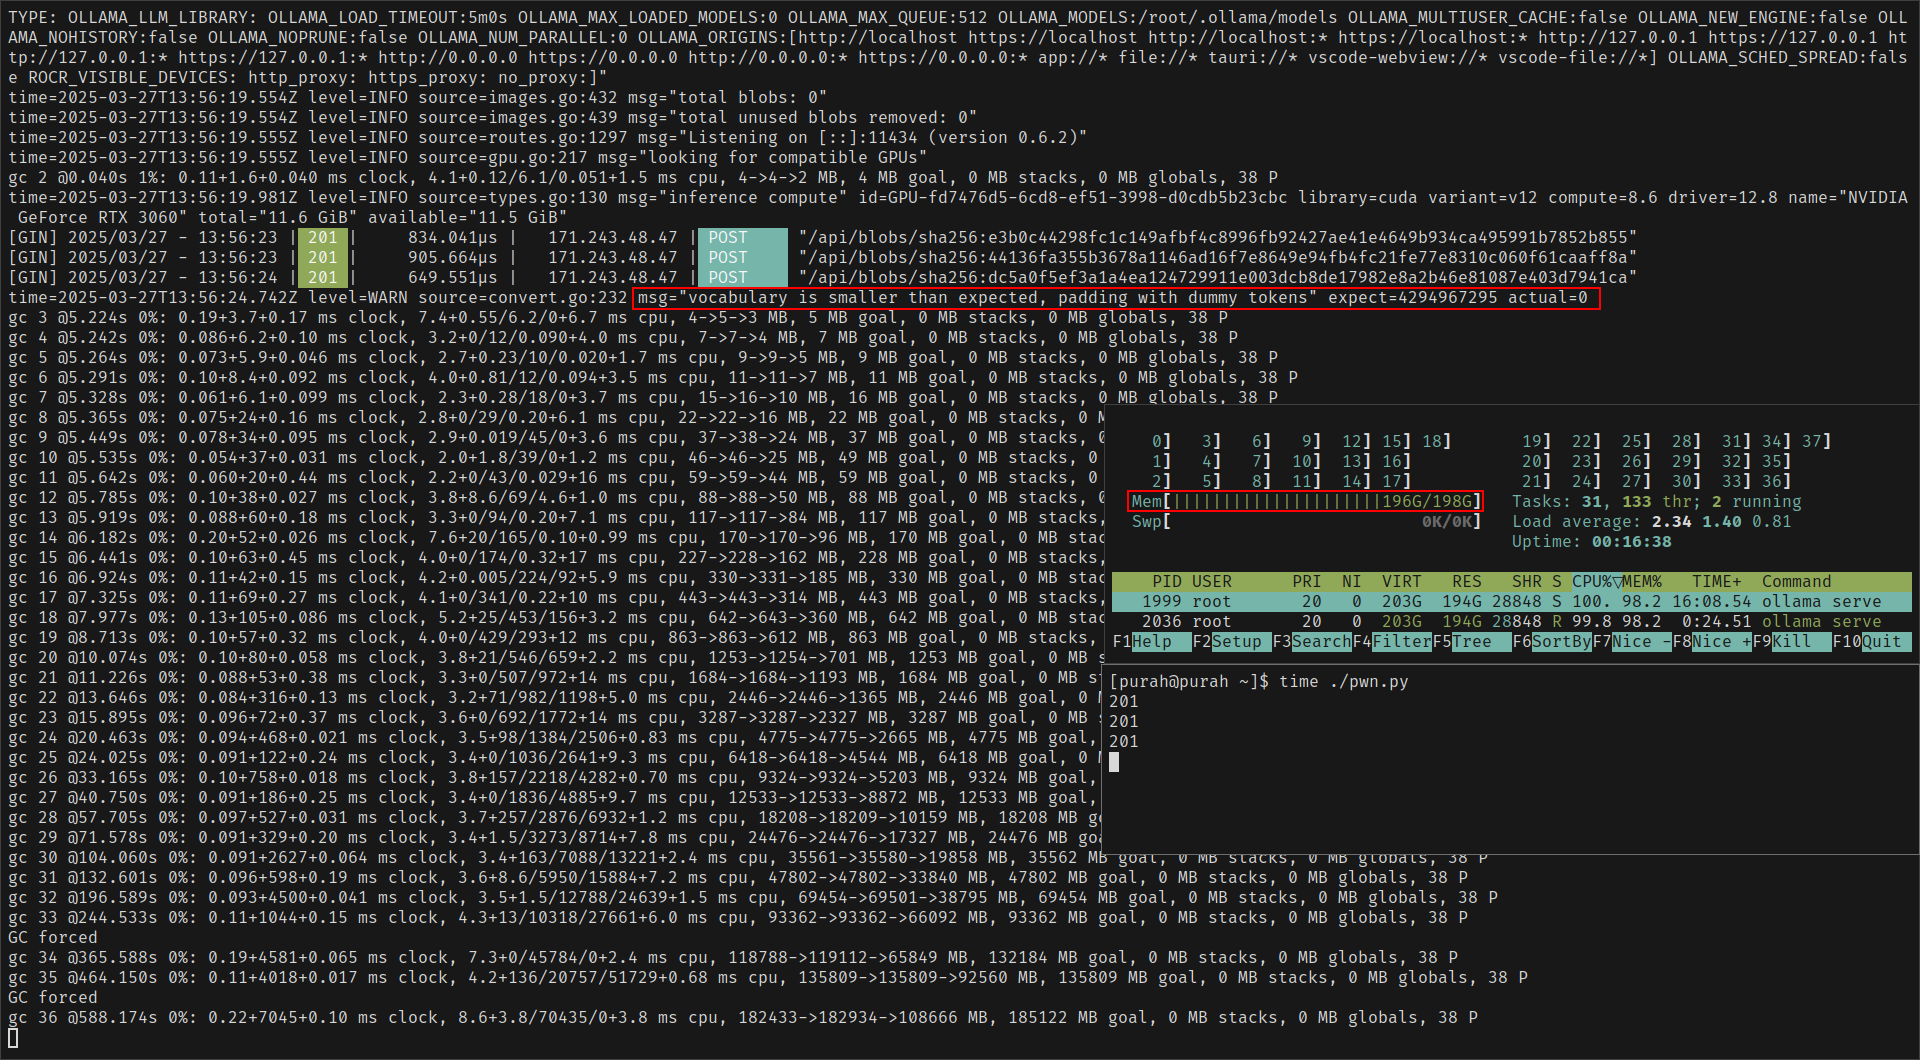 TYPE: OLLAMA_LLM_LIBRARY: OLLAMA_LOAD_TIMEOUT:5m0s OLLAMA_MAX_LOADED_MODELS:0 OLLAMA_MAX_QUEUE:512 OLLAMA_MODELS:/root/.ollama/models OLLAMA_MULTIUSER_CACHE:false OLLAMA_NEW_ENGINE:false OLL
AMA_NOHISTORY:false OLLAMA_NOPRUNE:false OLLAMA_NUM_PARALLEL:0 OLLAMA_ORIGINS:[http://localhost https://localhost http://localhost:* https://localhost:* http://127.0.0.1 https://127.0.0.1 ht
tp://127.0.0.1:* https://127.0.0.1:* http://0.0.0.0 https://0.0.0.0 http://0.0.0.0:* https://0.0.0.0:* app://* file://* tauri://* vscode-webview://* vscode-file://*] OLLAMA_SCHED_SPREAD:fals
e ROCR_VISIBLE_DEVICES: http_proxy: https_proxy: no_proxy:]"
time=2025-03-27T13:56:19.554Z level=INFO source=images.go:432 msg="total blobs: 0"
time=2025-03-27T13:56:19.554Z level=INFO source=images.go:439 msg="total unused blobs removed: 0"
time=2025-03-27T13:56:19.555Z level=INFO source=routes.go:1297 msg="Listening on [::]:11434 (version 0.6.2)"
time=2025-03-27T13:56:19.555Z level=INFO source=gpu.go:217 msg="looking for compatible GPUs"
gc 2 @0.040s 1%: 0.11+1.6+0.040 ms clock, 4.1+0.12/6.1/0.051+1.5 ms cpu, 4->4->2 MB, 4 MB goal, 0 MB stacks, 0 MB globals, 38 P
time=2025-03-27T13:56:19.981Z level=INFO source=types.go:130 msg="inference compute" id=GPU-fd7476d5-6cd8-ef51-3998-d0cdb5b23cbc library=cuda variant=v12 compute=8.6 driver=12.8 name="NVIDIA
GeForce RTX 3060" total="11.6 GiB" available="11.5 GiB"
[GIN] 2025/03/27 - 13:56:23 | 201 | 834.041µs | 171.243.48.47 | POST "/api/blobs/sha256:e3b0c44298fc1c149afbf4c8996fb92427ae41e4649b934ca495991b7852b855"
[GIN] 2025/03/27 - 13:56:23 | 201 | 905.664µs | 171.243.48.47 | POST "/api/blobs/sha256:44136fa355b3678a1146ad16f7e8649e94fb4fc21fe77e8310c060f61caaff8a"
[GIN] 2025/03/27 - 13:56:24 | 201 | 649.551µs | 171.243.48.47 | POST "/api/blobs/sha256:dc5a0f5ef3a1a4ea124729911e003dcb8de17982e8a2b46e81087e403d7941ca"
time=2025-03-27T13:56:24.742Z level=WARN source=convert.go:232 msg="vocabulary is smaller than expected, padding with dummy tokens" expect=4294967295 actual=0
gc 3 @5.224s 0%: 0.19+3.7+0.17 ms clock, 7.4+0.55/6.2/0+6.7 ms cpu, 4->5->3 MB, 5 MB goal, 0 MB stacks, 0 MB globals, 38 P
gc 4 @5.242s 0%: 0.086+6.2+0.10 ms clock, 3.2+0/12/0.090+4.0 ms cpu, 7->7->4 MB, 7 MB goal, 0 MB stacks, 0 MB globals, 38 P
gc 5 @5.264s 0%: 0.073+5.9+0.046 ms clock, 2.7+0.23/10/0.020+1.7 ms cpu, 9->9->5 MB, 9 MB goal, 0 MB stacks, 0 MB globals, 38 P
gc 6 @5.291s 0%: 0.10+8.4+0.092 ms clock, 4.0+0.81/12/0.094+3.5 ms cpu, 11->11->7 MB, 11 MB goal, 0 MB stacks, 0 MB globals, 38 P
gc 7 @5.328s 0%: 0.061+6.1+0.099 ms clock, 2.3+0.28/18/0+3.7 ms cpu, 15->16->10 MB, 16 MB goal, 0 MB stacks, 0 MB globals, 38 P
gc 8 @5.365s 0%: 0.075+24+0.16 ms clock, 2.8+0/29/0.20+6.1 ms cpu, 22->22->16 MB, 22 MB goal, 0 MB stacks, 0 M
gc 9 @5.449s 0%: 0.078+34+0.095 ms clock, 2.9+0.019/45/0+3.6 ms cpu, 37->38->24 MB, 37 MB goal, 0 MB stacks, 0
gc 10 @5.535s 0%: 0.054+37+0.031 ms clock, 2.0+1.8/39/0+1.2 ms cpu, 46->46->25 MB, 49 MB goal, 0 MB stacks, 0
gc 11 @5.642s 0%: 0.060+20+0.44 ms clock, 2.2+0/43/0.029+16 ms cpu, 59->59->44 MB, 59 MB goal, 0 MB stacks, 0
gc 12 @5.785s 0%: 0.10+38+0.027 ms clock, 3.8+8.6/69/4.6+1.0 ms cpu, 88->88->50 MB, 88 MB goal, 0 MB stacks, 0
gc 13 @5.919s 0%: 0.088+60+0.18 ms clock, 3.3+0/94/0.20+7.1 ms cpu, 117->117->84 MB, 117 MB goal, 0 MB stacks,
gc 14 @6.182s 0%: 0.20+52+0.026 ms clock, 7.6+20/165/0.10+0.99 ms cpu, 170->170->96 MB, 170 MB goal, 0 MB stac
gc 15 @6.441s 0%: 0.10+63+0.45 ms clock, 4.0+0/174/0.32+17 ms cpu, 227->228->162 MB, 228 MB goal, 0 MB stacks,
gc 16 @6.924s 0%: 0.11+42+0.15 ms clock, 4.2+0.005/224/92+5.9 ms cpu, 330->331->185 MB, 330 MB goal, 0 MB stac
gc 17 @7.325s 0%: 0.11+69+0.27 ms clock, 4.1+0/341/0.22+10 ms cpu, 443->443->314 MB, 443 MB goal, 0 MB stacks,
gc 18 @7.977s 0%: 0.13+105+0.086 ms clock, 5.2+25/453/156+3.2 ms cpu, 642->643->360 MB, 642 MB goal, 0 MB stac
gc 19 @8.713s 0%: 0.10+57+0.32 ms clock, 4.0+0/429/293+12 ms cpu, 863->863->612 MB, 863 MB goal, 0 MB stacks,
gc 20 @10.074s 0%: 0.10+80+0.058 ms clock, 3.8+21/546/659+2.2 ms cpu, 1253->1254->701 MB, 1253 MB goal, 0 MB s
gc 21 @11.226s 0%: 0.088+53+0.38 ms clock, 3.3+0/507/972+14 ms cpu, 1684->1684->1193 MB, 1684 MB goal, 0 MB st
gc 22 @13.646s 0%: 0.084+316+0.13 ms clock, 3.2+71/982/1198+5.0 ms cpu, 2446->2446->1365 MB, 2446 MB goal, 0 M
gc 23 @15.895s 0%: 0.096+72+0.37 ms clock, 3.6+0/692/1772+14 ms cpu, 3287->3287->2327 MB, 3287 MB goal, 0 MB s
gc 24 @20.463s 0%: 0.094+468+0.021 ms clock, 3.5+98/1384/2506+0.83 ms cpu, 4775->4775->2665 MB, 4775 MB goal,
gc 25 @24.025s 0%: 0.091+122+0.24 ms clock, 3.4+0/1036/2641+9.3 ms cpu, 6418->6418->4544 MB, 6418 MB goal, 0 M
gc 26 @33.165s 0%: 0.10+758+0.018 ms clock, 3.8+157/2218/4282+0.70 ms cpu, 9324->9324->5203 MB, 9324 MB goal,
gc 27 @40.750s 0%: 0.091+186+0.25 ms clock, 3.4+0/1836/4885+9.7 ms cpu, 12533->12533->8872 MB, 12533 MB goal,
gc 28 @57.705s 0%: 0.097+527+0.031 ms clock, 3.7+257/2876/6932+1.2 ms cpu, 18208->18209->10159 MB, 18208 MB go
gc 29 @71.578s 0%: 0.091+329+0.20 ms clock, 3.4+1.5/3273/8714+7.8 ms cpu, 24476->24476->17327 MB, 24476 MB goa
gc 30 @104.060s 0%: 0.091+2627+0.064 ms clock, 3.4+163/7088/13221+2.4 ms cpu, 35561->35580->19858 MB, 35562 MB goal, 0 MB stacks, 0 MB globals, 38 P
gc 31 @132.601s 0%: 0.096+598+0.19 ms clock, 3.6+8.6/5950/15884+7.2 ms cpu, 47802->47802->33840 MB, 47802 MB goal, 0 MB stacks, 0 MB globals, 38 P
gc 32 @196.589s 0%: 0.093+4500+0.041 ms clock, 3.5+1.5/12788/24639+1.5 ms cpu, 69454->69501->38795 MB, 69454 MB goal, 0 MB stacks, 0 MB globals, 38 P
gc 33 @244.533s 0%: 0.11+1044+0.15 ms clock, 4.3+13/10318/27661+6.0 ms cpu, 93362->93362->66092 MB, 93362 MB goal, 0 MB stacks, 0 MB globals, 38 P
GC forced
gc 34 @365.588s 0%: 0.19+4581+0.065 ms clock, 7.3+0/45784/0+2.4 ms cpu, 118788->119112->65849 MB, 132184 MB goal, 0 MB stacks, 0 MB globals, 38 P
gc 35 @464.150s 0%: 0.11+4018+0.017 ms clock, 4.2+136/20757/51729+0.68 ms cpu, 135809->135809->92560 MB, 135809 MB goal, 0 MB stacks, 0 MB globals, 38 P
GC forced
gc 36 @588.174s 0%: 0.22+7045+0.10 ms clock, 8.6+3.8/70435/0+3.8 ms cpu, 182433->182934->108666 MB, 185122 MB goal, 0 MB stacks, 0 MB globals, 38 P
0] 3] 6] 9] 12] 15] 18] 19] 22] 25] 28] 31] 34] 37]
1] 4] 7] 10] 13] 16] 20] 23] 26] 29] 32] 35]
2] 5] 8] 11] 14] 17] 21] 24] 27] 30] 33] 36]
Mem[|||||||||||||||||||||196G/198G] Tasks: 31, 133 thr; 2 running
Swp[ 0K/0K] Load average: 2.34 1.40 0.81
Uptime: 00:16:38
PID USER PRI NI VIRT RES SHR S CPU%▽MEM% TIME+ Command
1999 root 20 0 203G 194G 28848 S 100. 98.2 16:08.54 ollama serve
2036 root 20 0 203G 194G 28848 R 99.8 98.2 0:24.51 ollama serve
F1Help F2Setup F3SearchF4FilterF5Tree F6SortByF7Nice -F8Nice +F9Kill F10Quit
[purah@purah ~]$ time ./pwn.py
201
201
201